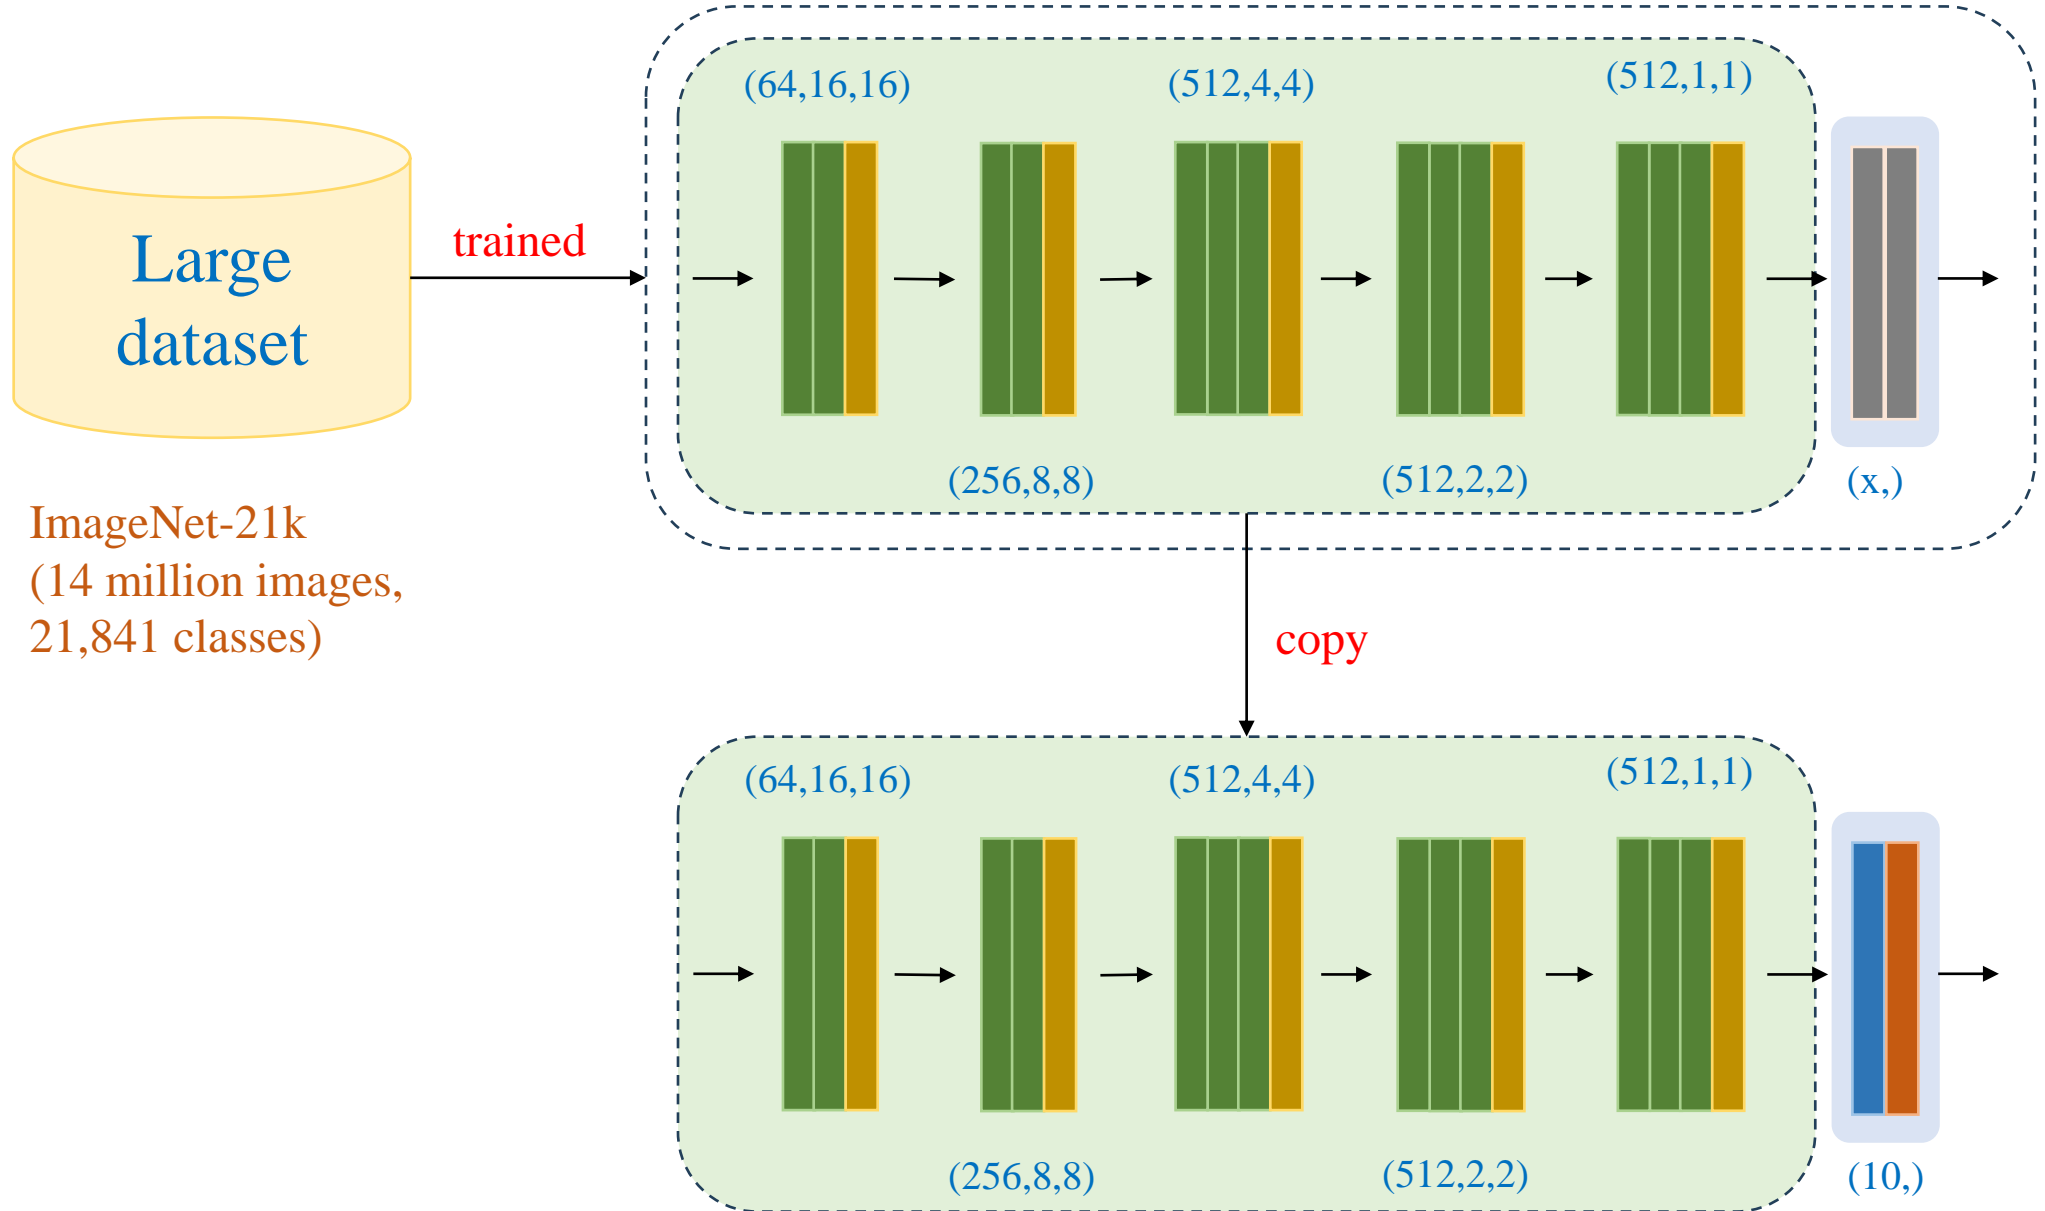 (64,16,16)
(512,4,4)
(512,1,1)
trained
Large
dataset
(256,8,8)
(512,2,2)
(x,)
ImageNet-21k
(14 million images,
21,841 classes)
copy
(64,16,16)
(512,4,4)
(512,1,1)
(256,8,8)
(512,2,2)
(10,)